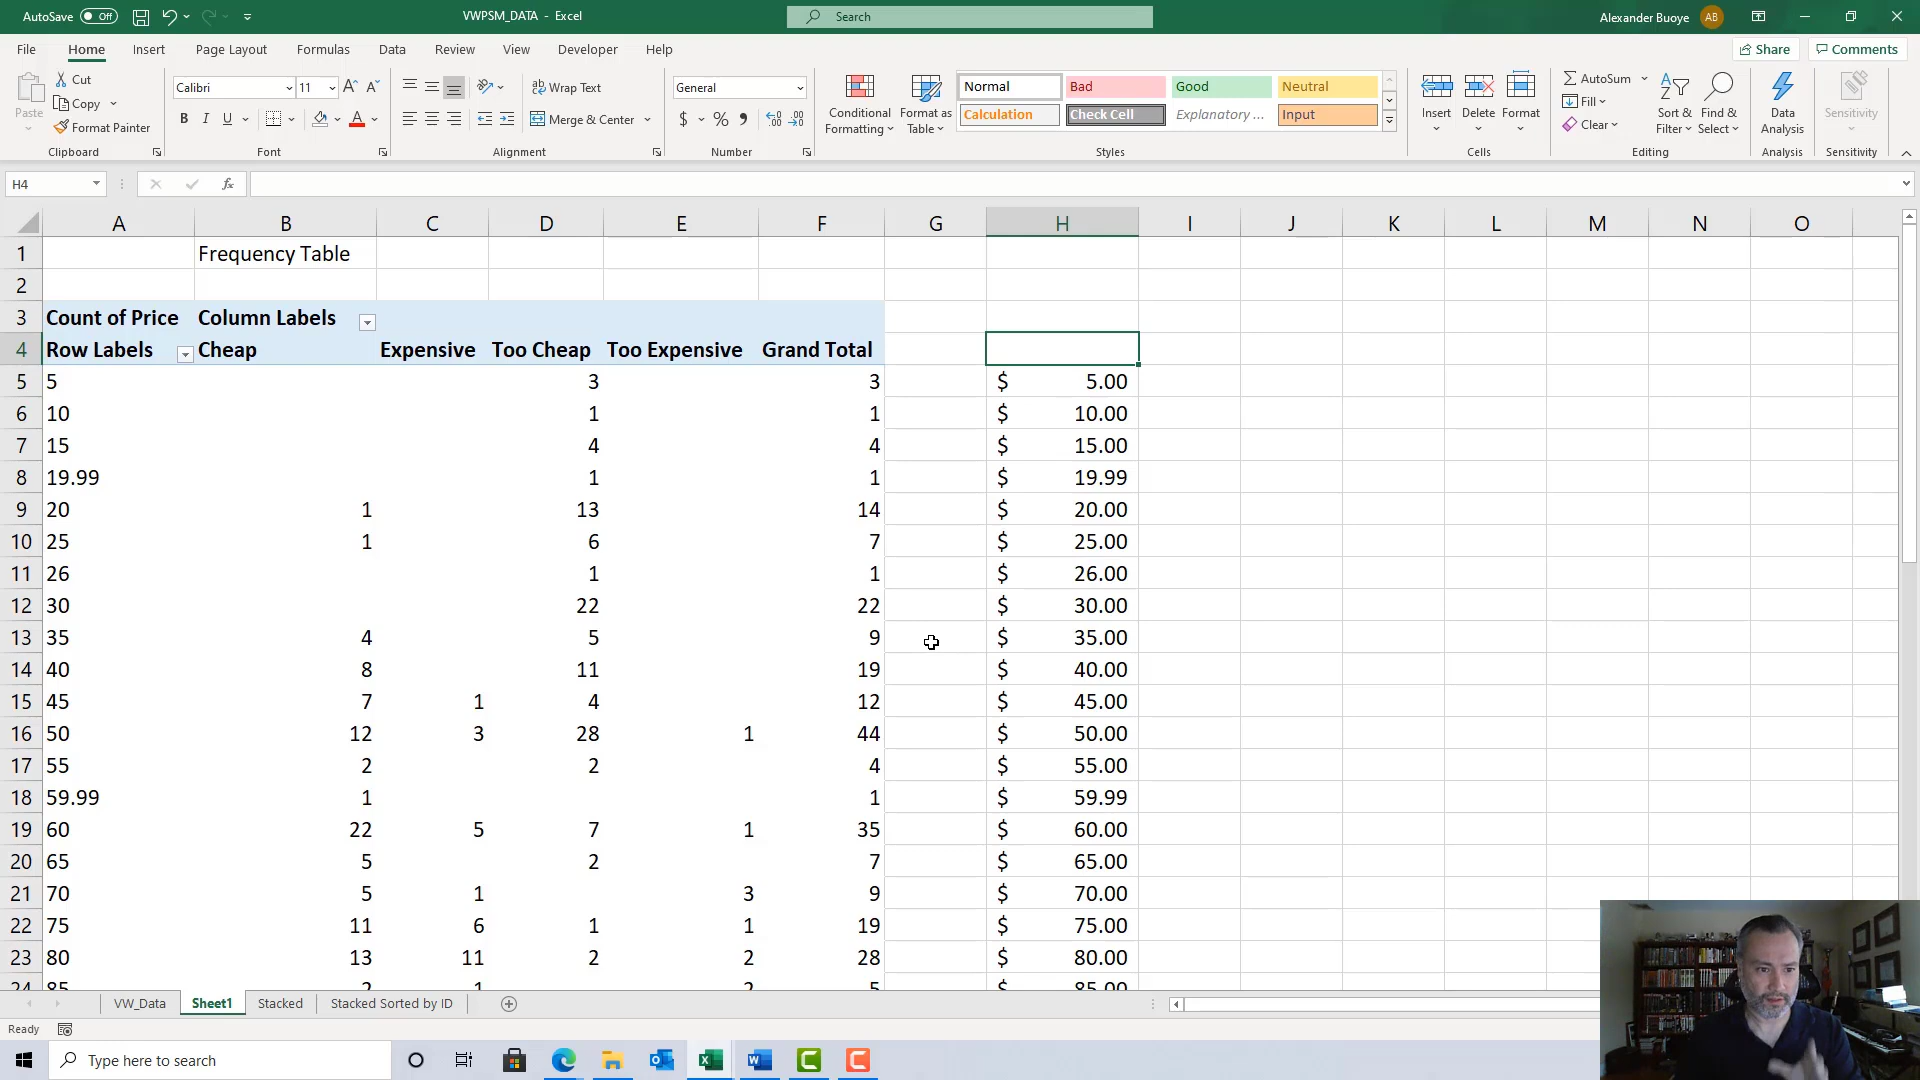 AutoSave Off VWPSM_DATA - Excel Search Alexander Buoye AB
File Home Insert Page Layout Formulas Data Review View Developer Help Share Comments
Paste Cut Copy Format Painter
Calibri 11 A A
B I U A
Wrap Text
Merge & Center
General
$ % 9
Conditional Formatting Format as Table
Normal Bad Good Neutral
Calculation Check Cell Explanatory ... Input
Insert Delete Format
AutoSum Fill Clear
Sort & Filter Find & Select
Data Analysis
Sensitivity
Clipboard Font Alignment Number Styles Cells Editing Analysis Sensitivity
H4 fx
A B C D E F G H I J K L M N O
1 Frequency Table
2
3 Count of Price Column Labels
4 Row Labels Cheap Expensive Too Cheap Too Expensive Grand Total
5 5 3 3 $ 5.00
6 10 1 1 $ 10.00
7 15 4 4 $ 15.00
8 19.99 1 1 $ 19.99
9 20 1 13 14 $ 20.00
10 25 1 6 7 $ 25.00
11 26 1 1 $ 26.00
12 30 22 22 $ 30.00
13 35 4 5 9 $ 35.00
14 40 8 11 19 $ 40.00
15 45 7 1 4 12 $ 45.00
16 50 12 3 28 1 44 $ 50.00
17 55 2 2 4 $ 55.00
18 59.99 1 1 $ 59.99
19 60 22 5 7 1 35 $ 60.00
20 65 5 2 7 $ 65.00
21 70 5 1 3 9 $ 70.00
22 75 11 6 1 1 19 $ 75.00
23 80 13 11 2 2 28 $ 80.00
24 85 2 1 2 5 $ 85.00
VW_Data Sheet1 Stacked Stacked Sorted by ID
Ready
Type here to search